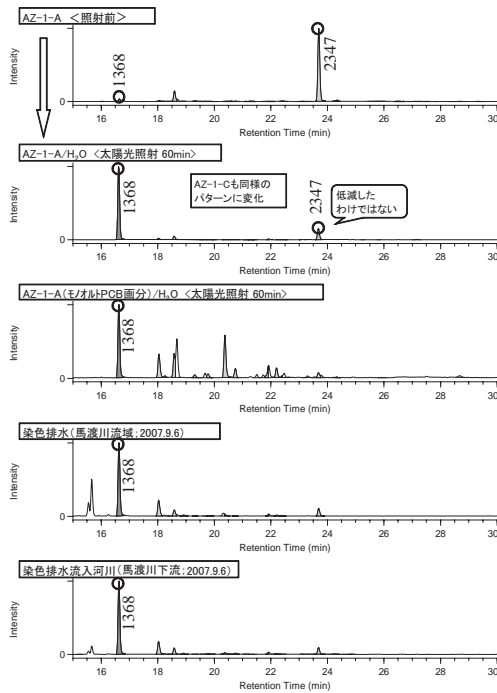 AZ-1-A <照射前>
Intensity
0
1368
2347
16 18 20 22 24 26 28 30
Retention Time (min)
AZ-1-A/H₂O <太陽光照射 60min>
Intensity
0
1368
AZ-1-Cも同様の
パターンに変化
2347
低減した
わけではない
16 18 20 22 24 26 28 30
Retention Time (min)
AZ-1-A(モノオルトPCB画分)/H₂O <太陽光照射 60min>
Intensity
0
1368
16 18 20 22 24 26 28 30
Retention Time (min)
染色排水(馬渡川流域;2007.9.6)
Intensity
0
1368
16 18 20 22 24 26 28 30
Retention Time (min)
染色排水流入河川(馬渡川下流;2007.9.6)
Intensity
0
1368
16 18 20 22 24 26 28 30
Retention Time (min)